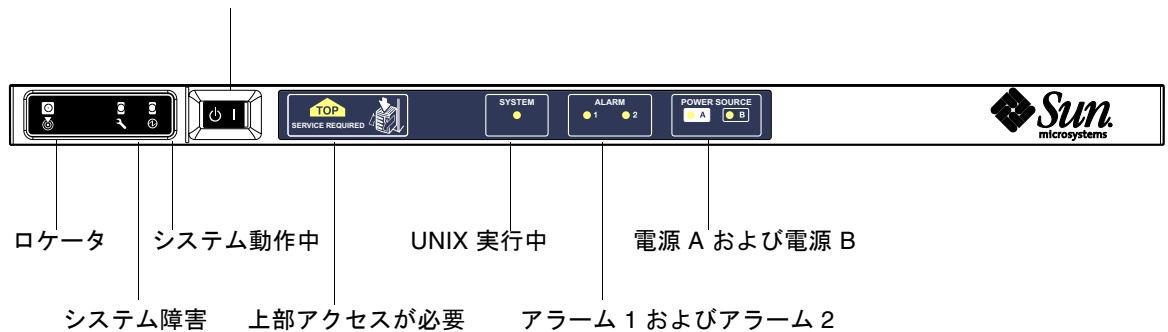 TOP
SERVICE REQUIRED
SYSTEM
ALARM
1 2
POWER SOURCE
A B
Sun
microsystems
ロケータ システム動作中 UNIX 実行中 電源 A および電源 B
システム障害 上部アクセスが必要 アラーム 1 およびアラーム 2